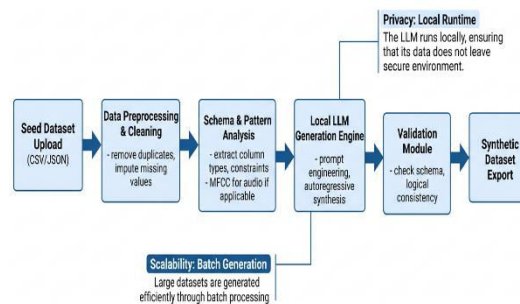 Privacy: Local Runtime
The LLM runs locally, ensuring
that its data does not leave
secure environment.
Seed Dataset
Upload
(CSV/JSON)
Data Preprocessing
& Cleaning
- remove duplicates,
impute missing
values
Schema & Pattern
Analysis
- extract column
types, constraints
- MFCC for audio if
applicable
Local LLM
Generation Engine
- prompt
engineering,
autoregressive
synthesis
Validation
Module
- check schema,
logical
consistency
Synthetic
Dataset
Export
Scalability: Batch Generation
Large datasets are generated
efficiently through batch processing